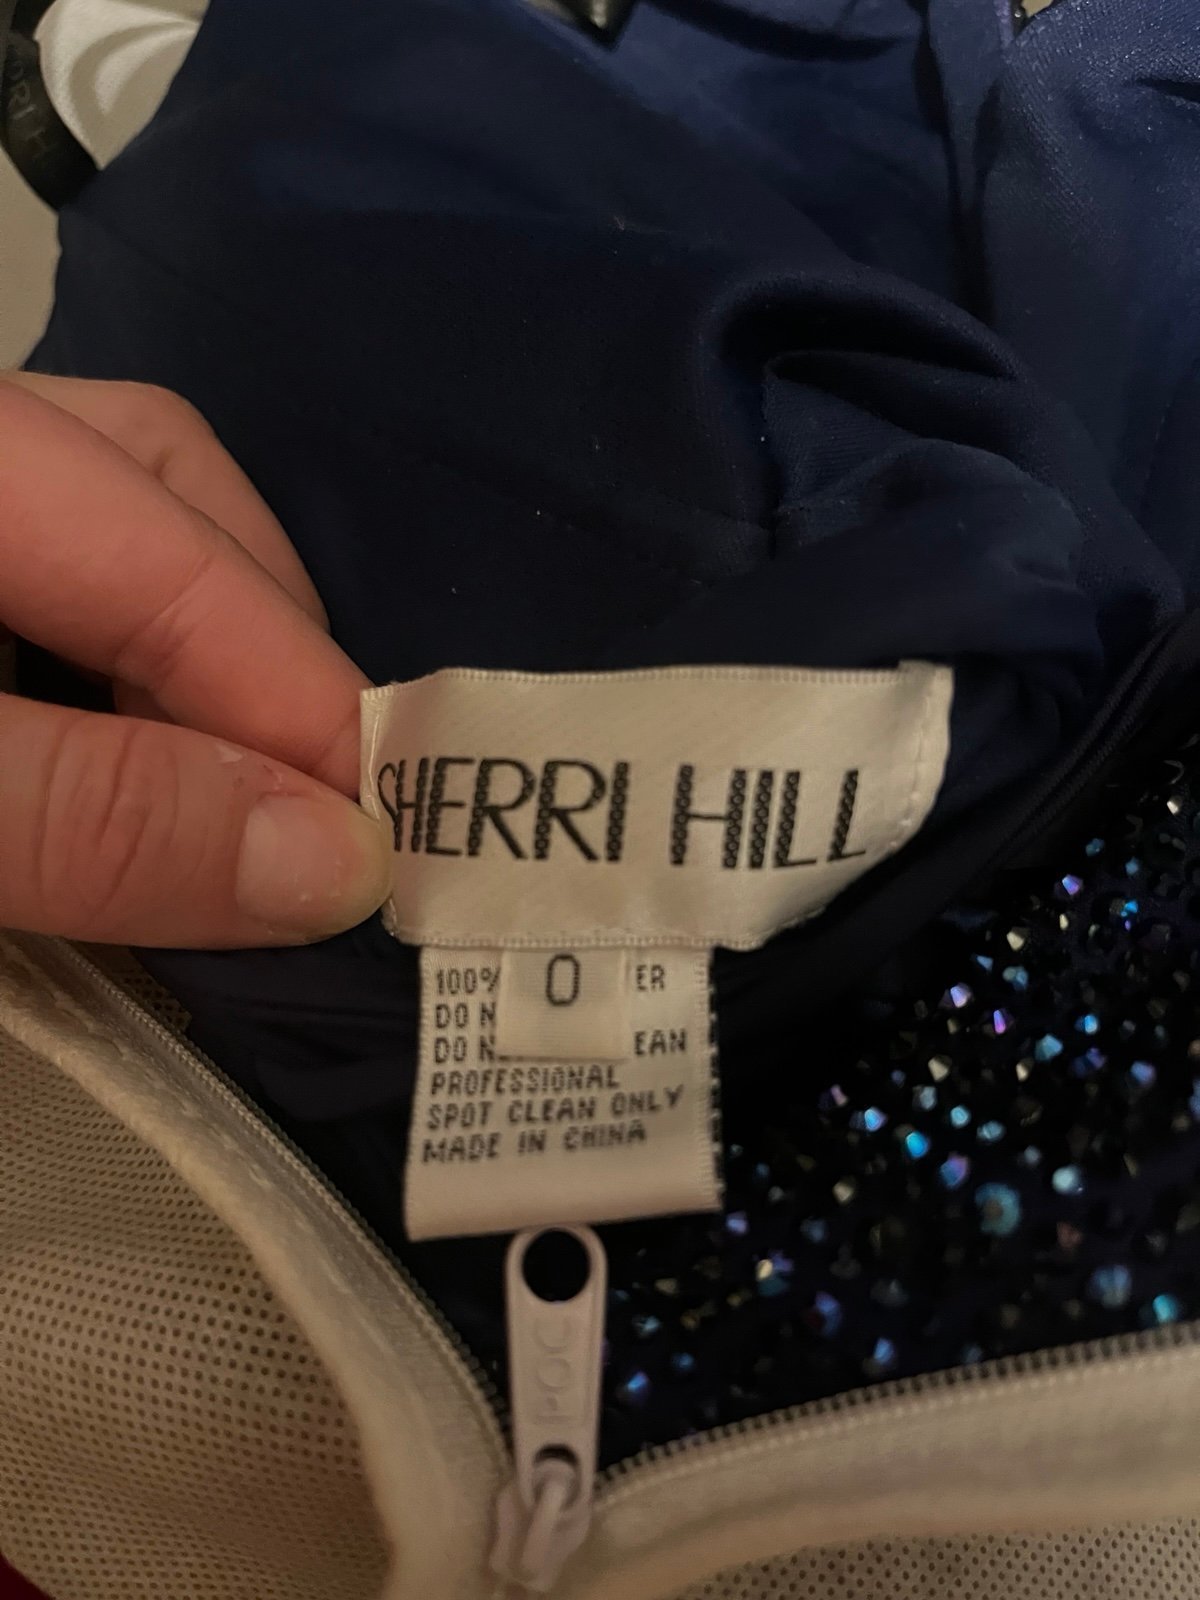 SHERRI HILL
0
100% ER
DO N
DO N EAN
PROFESSIONAL
SPOT CLEAN ONLY
MADE IN CHINA